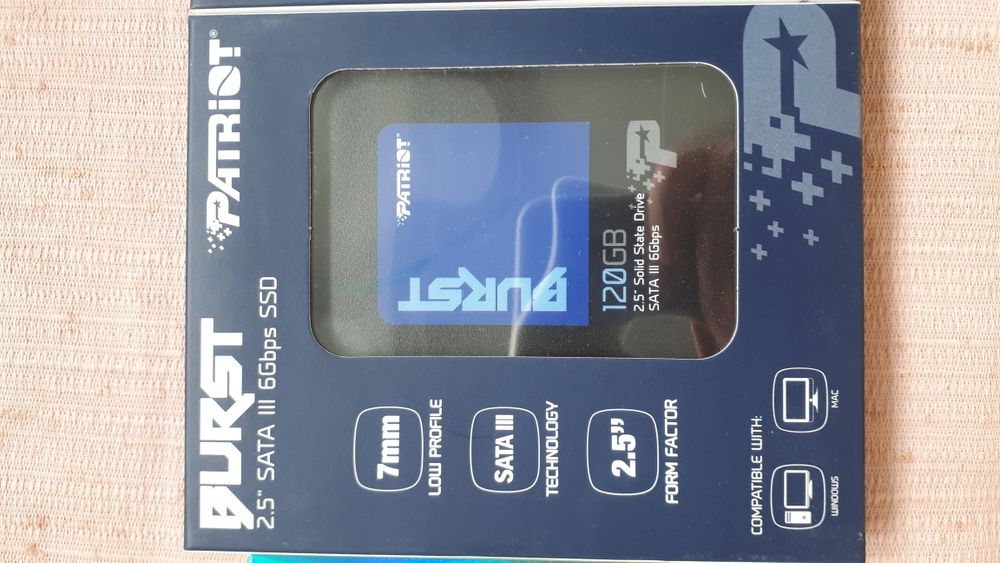 BURST
PATRiOT®
2.5" SATA III 6Gbps SSD
PATRiOT™
BURST
120GB
2.5" Solid State Drive
SATA III 6Gbps
7mm
LOW PROFILE
SATA III
TECHNOLOGY
2.5”
FORM FACTOR
COMPATIBLE WITH:
WINDOWS
MAC